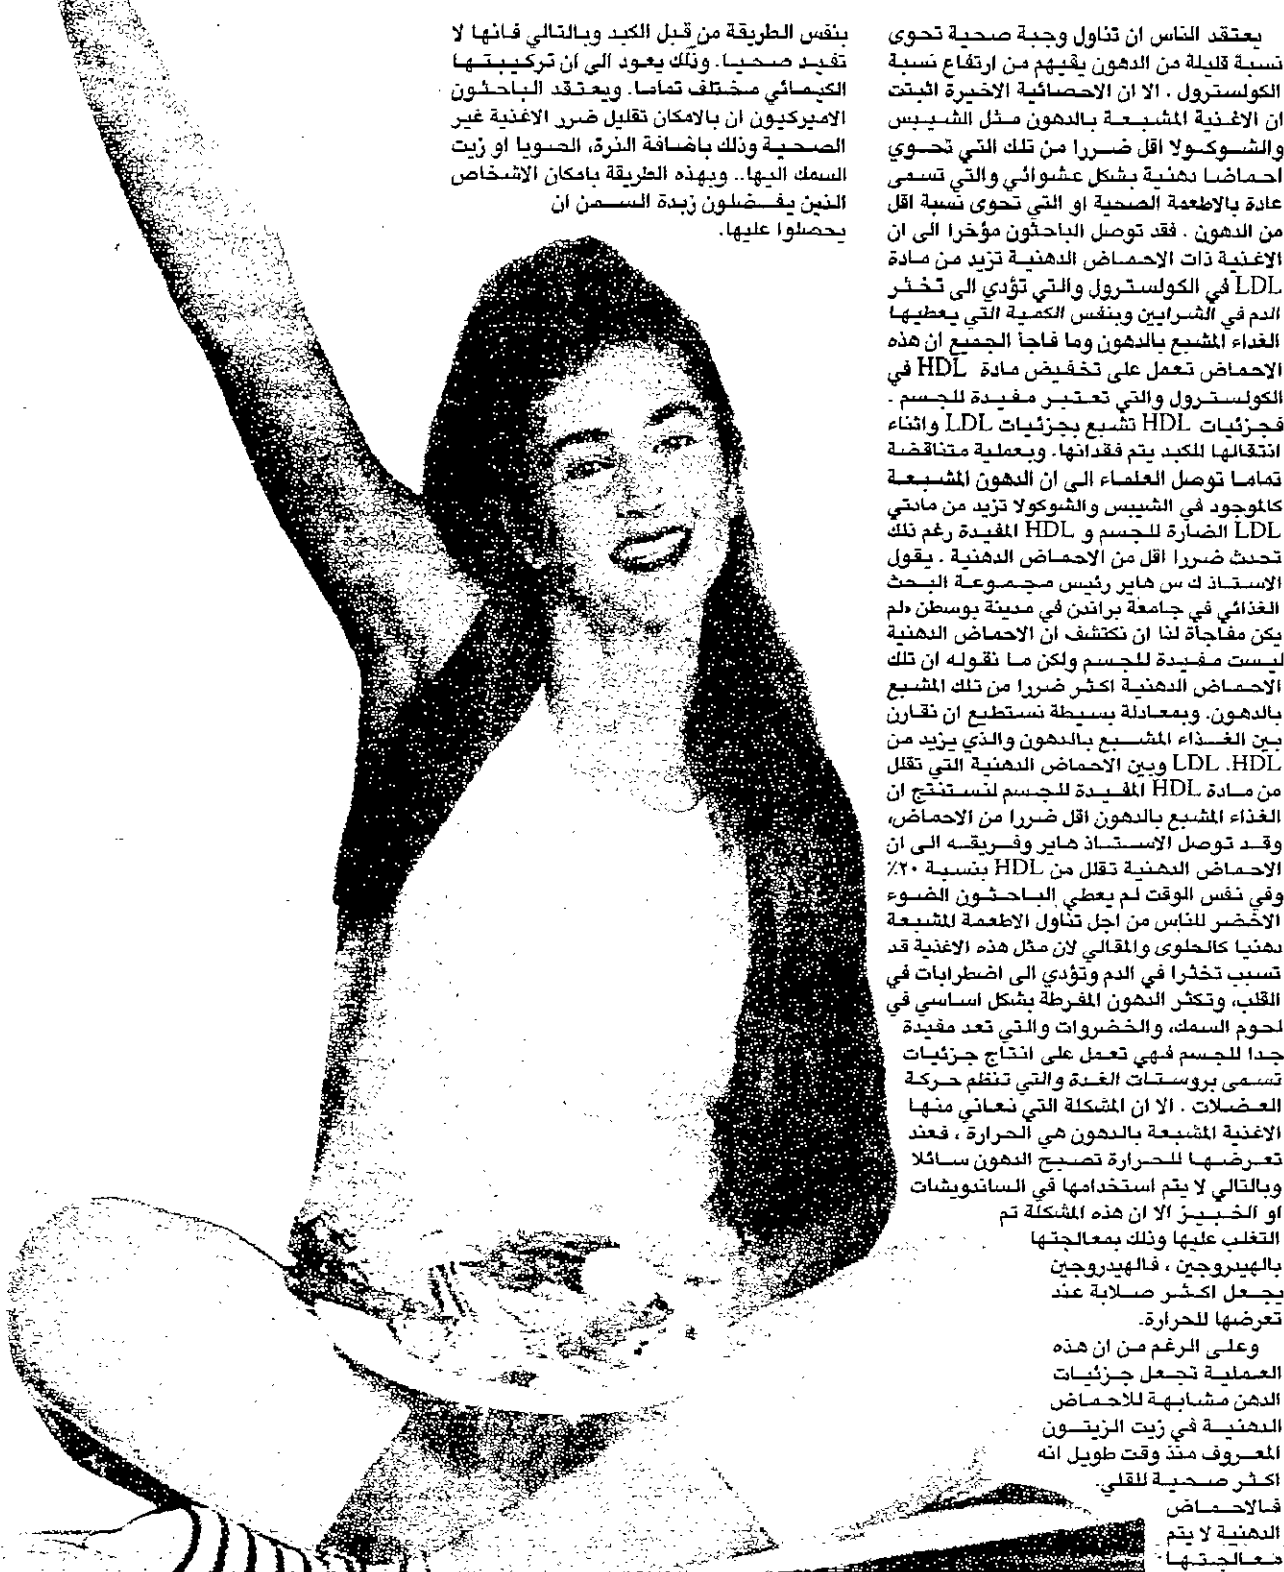 يعتقد الناس ان تناول وجبة صحية تحوى
نسبة قليلة من الدهون يقيهم من ارتفاع نسبة
الكولسترول . الا ان الاحصائية الاخيرة اثبتت
ان الاغذية المشبعة بالدهون مثل الشيبس
والشوكولا اقل ضررا من تلك التي تحوي
احماضا دهنية بشكل عشوائي والتي تسمى
عادة بالاطعمة الصحية او التي تحوى نسبة اقل
من الدهون . فقد توصل الباحثون مؤخرا الى ان
الاغذية ذات الاحماض الدهنية تزيد من مادة
LDL في الكولسترول والتي تؤدي الى تخثر
الدم في الشرايين وبنفس الكمية التي يعطيها
الغذاء المشبع بالدهون وما فاجأ الجميع ان هذه
الاحماض تعمل على تخفيض مادة HDL في
الكولسترول والتي تعتبر مفيدة للجسم .
فجزئيات HDL تشبع بجزئيات LDL واثناء
انتقالها للكبد يتم فقدانها. وبعملية متناقضة
تماما توصل العلماء الى ان الدهون المشبعة
كالموجود في الشيبس والشوكولا تزيد من مادتي
LDL الضارة للجسم و HDL المفيدة رغم ذلك
تحدث ضررا اقل من الاحماض الدهنية . يقول
الاستاذ ك س هاير رئيس مجموعة البحث
الغذائي في جامعة براندن في مدينة بوسطن «لم
يكن مفاجأة لنا ان نكتشف ان الاحماض الدهنية
ليست مفيدة للجسم ولكن ما نقوله ان تلك
الاحماض الدهنية اكثر ضررا من تلك المشبع
بالدهون. وبمعادلة بسيطة نستطيع ان نقارن
بين الغذاء المشبع بالدهون والذي يزيد من
LDL .HDL وبين الاحماض الدهنية التي تقلل
من مادة HDL المفيدة للجسم لنستنتج ان
الغذاء المشبع بالدهون اقل ضررا من الاحماض،
وقد توصل الاستاذ هاير وفريقه الى ان
الاحماض الدهنية تقلل من HDL بنسبة ٢٠٪
وفي نفس الوقت لم يعطي الباحثون الضوء
الاخضر للناس من اجل تناول الاطعمة المشبعة
دهنيا كالحلوى والمقالي لان مثل هذه الاغذية قد
تسبب تخثرا في الدم وتؤدي الى اضطرابات في
القلب، وتكثر الدهون المفرطة بشكل اساسي في
لحوم السمك، والخضروات والتي تعد مفيدة
جدا للجسم فهي تعمل على انتاج جزئيات
تسمى بروستات الغدة والتي تنظم حركة
العضلات . الا ان المشكلة التي نعاني منها
الاغذية المشبعة بالدهون هي الحرارة ، فعند
تعرضها للحرارة تصبح الدهون سائلا
وبالتالي لا يتم استخدامها في الساندويشات
او الخبيز الا ان هذه المشكلة تم
التغلب عليها وذلك بمعالجتها
بالهيدروجين ، فالهيدروجين
يجعل اكثر صلابة عند
تعرضها للحرارة.
وعلى الرغم من ان هذه
العملية تجعل جزئيات
الدهن مشابهة للاحماض
الدهنية في زيت الزيتون
المعروف منذ وقت طويل انه
اكثر صحية للقلي.
فالاحماض
الدهنية لا يتم
معالجتها
بنفس الطريقة من قبل الكبد وبالتالي فانها لا
تفيد صحيا. وذلك يعود الى ان تركيبتها
الكيمائي مختلف تماما. ويعتقد الباحثون
الاميركيون ان بالامكان تقليل ضرر الاغذية غير
الصحية وذلك باضافة الذرة، الصويا او زيت
السمك اليها.. وبهذه الطريقة بامكان الاشخاص
الذين يفضلون زبدة السمن ان
يحصلوا عليها.